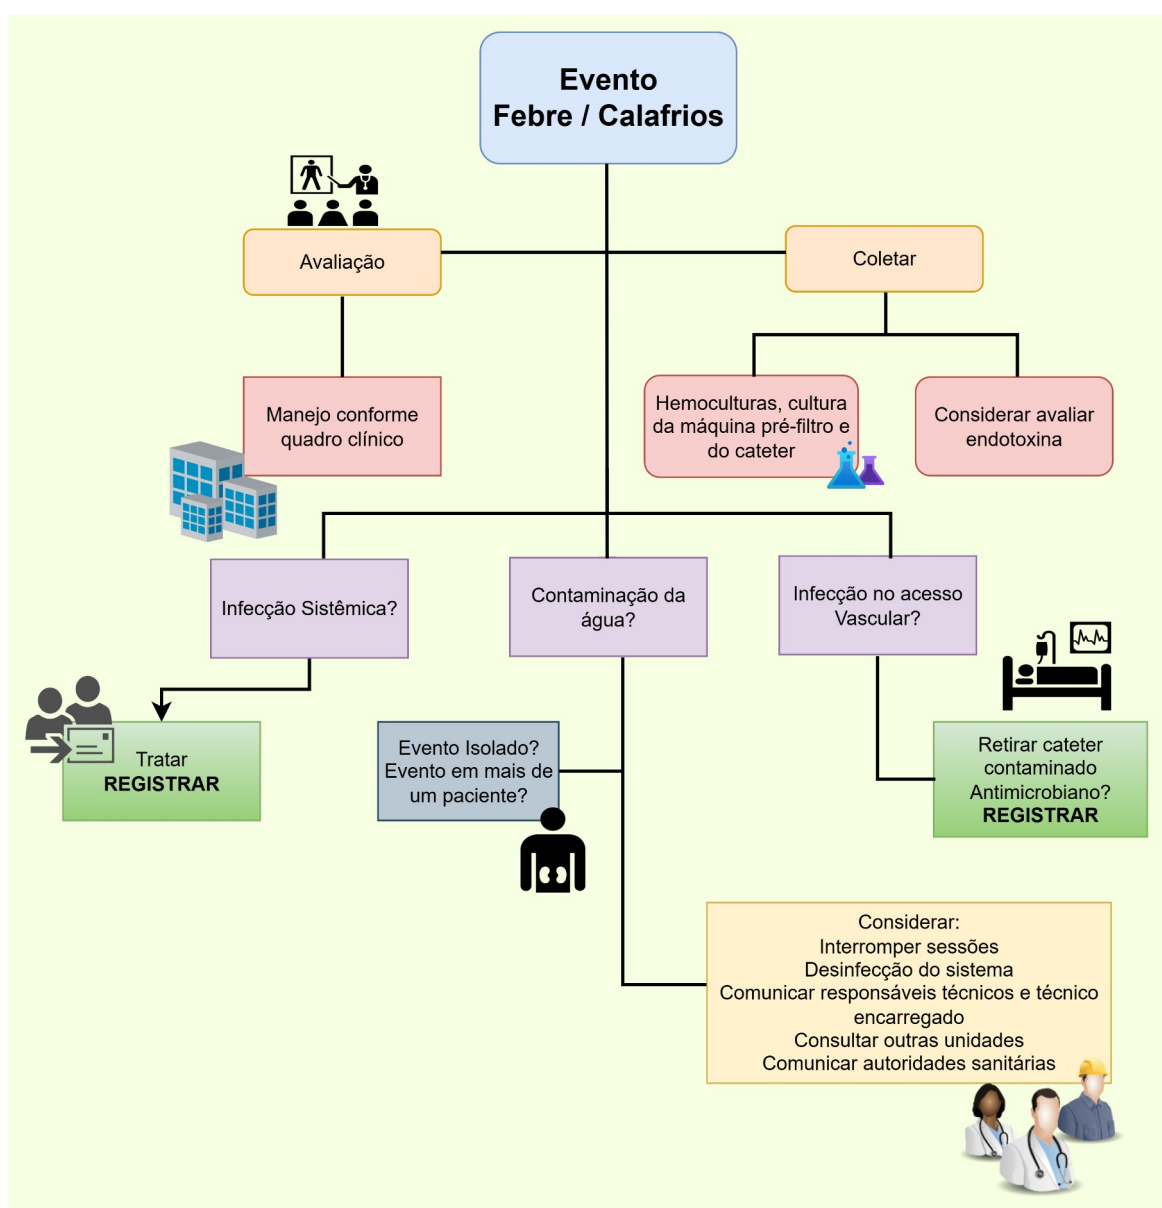 Evento
Febre / Calafrios
Avaliação
Coletar
Manejo conforme
quadro clínico
Hemoculturas, cultura
da máquina pré-filtro e
do cateter
Considerar avaliar
endotoxina
Infecção Sistêmica?
Contaminação da
água?
Infecção no acesso
Vascular?
Tratar
REGISTRAR
Evento Isolado?
Evento em mais de
um paciente?
Retirar cateter
contaminado
Antimicrobiano?
REGISTRAR
Considerar:
Interromper sessões
Desinfecção do sistema
Comunicar responsáveis técnicos e técnico
encarregado
Consultar outras unidades
Comunicar autoridades sanitárias